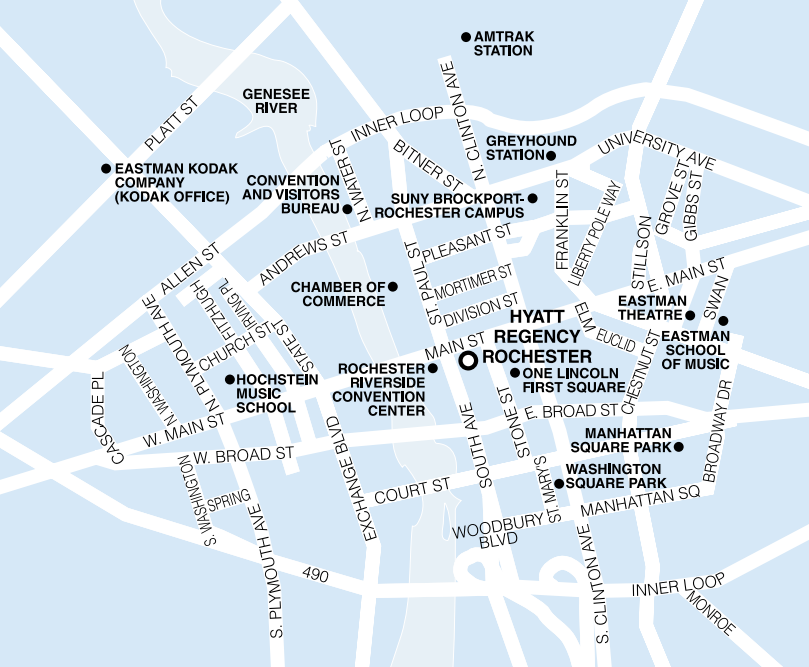 AMTRAK
STATION
GENESEE
RIVER
PLATT ST
INNER LOOP
N. CLINTON AVE
GREYHOUND
STATION
UNIVERSITY AVE
BITNER ST
N. WATER ST
EASTMAN KODAK
COMPANY
(KODAK OFFICE)
CONVENTION
AND VISITORS
BUREAU
SUNY BROCKPORT-
ROCHESTER CAMPUS
FRANKLIN ST
LIBERTY POLE WAY
STILLSON
GROVE ST
GIBBS ST
ALLEN ST
ANDREWS ST
ST. PAUL ST
PLEASANT ST
MORTIMER ST
DIVISION ST
CHAMBER OF
COMMERCE
E. MAIN ST
EASTMAN
THEATRE
SWAN
EASTMAN
SCHOOL
OF MUSIC
ELM
EUCLID
CHESTNUT ST
HYATT
REGENCY
ROCHESTER
MAIN ST
ONE LINCOLN
FIRST SQUARE
ROCHESTER
RIVERSIDE
CONVENTION
CENTER
N. PLYMOUTH AVE
FITZHUGH
IRVING PL
CHURCH ST
STATE ST
N. WASHINGTON
HOCHSTEIN
MUSIC
SCHOOL
CASCADE PL
W. MAIN ST
W. BROAD ST
E. BROAD ST
EXCHANGE BLVD
SOUTH AVE
STONE ST
MANHATTAN
SQUARE PARK
BROADWAY DR
WASHINGTON
SQUARE PARK
COURT ST
ST. MARY'S
MANHATTAN SQ
S. WASHINGTON
SPRING
WOODBURY
BLVD
S. PLYMOUTH AVE
490
S. CLINTON AVE
INNER LOOP
MONROE